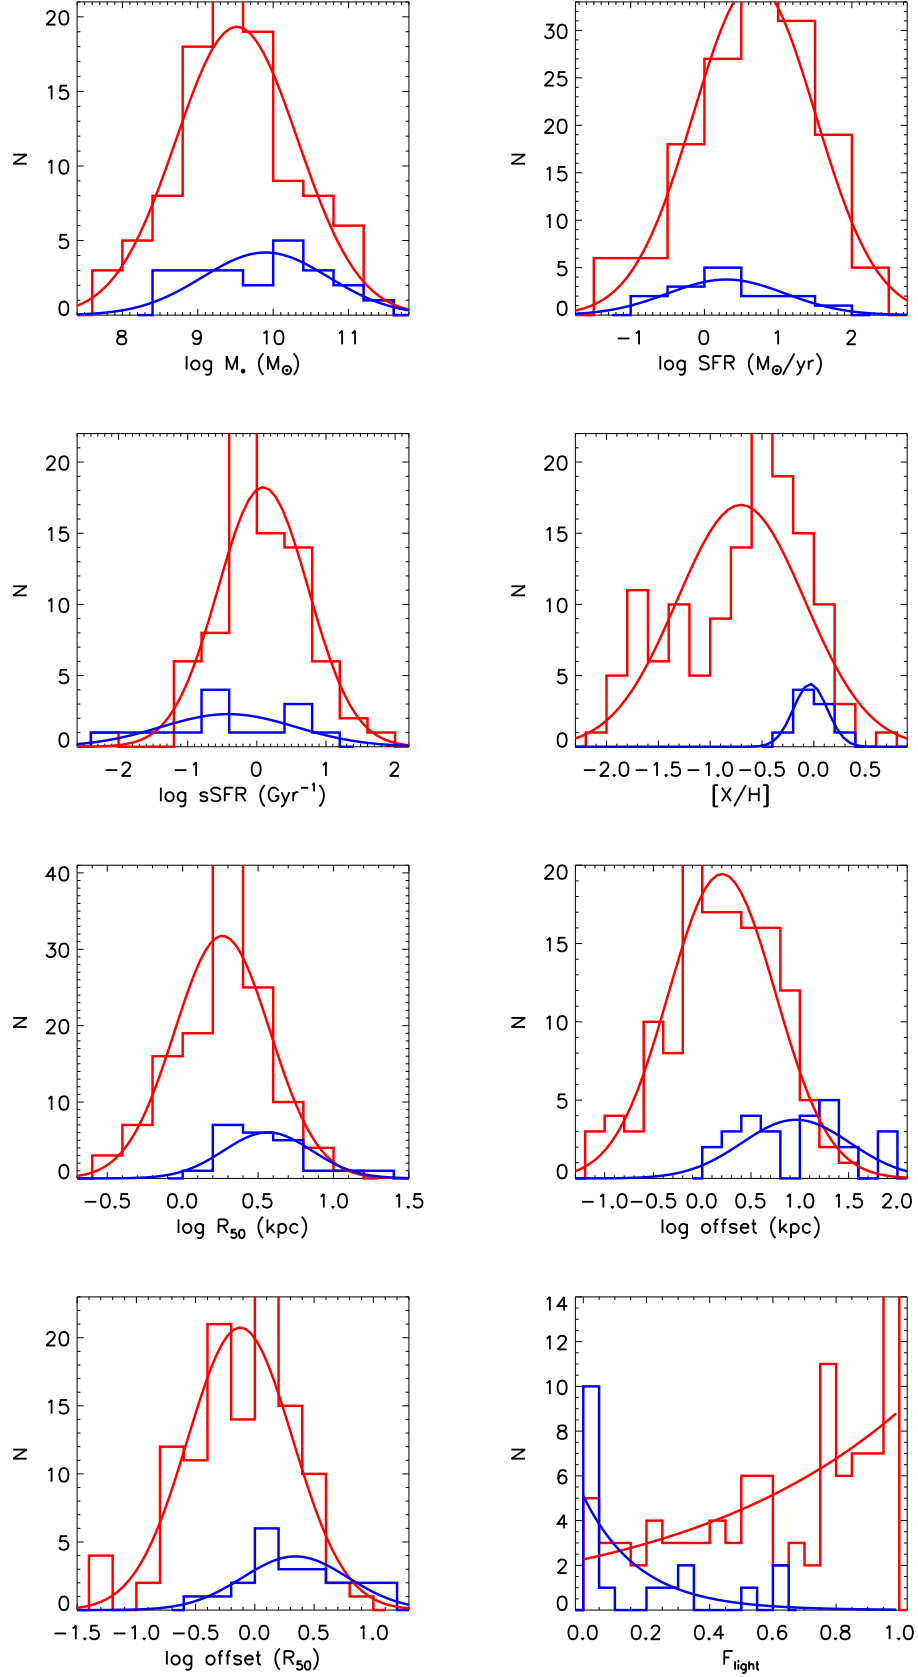 20
15
10
5
0
N
8 9 10 11
log M⋆ (M⊙)
30
25
20
15
10
5
0
N
−1 0 1 2
log SFR (M⊙/yr)
20
15
10
5
0
N
−2 −1 0 1 2
log sSFR (Gyr⁻¹)
20
15
10
5
0
N
−2.0 −1.5 −1.0 −0.5 0.0 0.5
[X/H]
40
30
20
10
0
N
−0.5 0.0 0.5 1.0 1.5
log R₅₀ (kpc)
20
15
10
5
0
N
−1.0 −0.5 0.0 0.5 1.0 1.5 2.0
log offset (kpc)
20
15
10
5
0
N
−1.5 −1.0 −0.5 0.0 0.5 1.0
log offset (R₅₀)
14
12
10
8
6
4
2
0
N
0.0 0.2 0.4 0.6 0.8 1.0
F_light